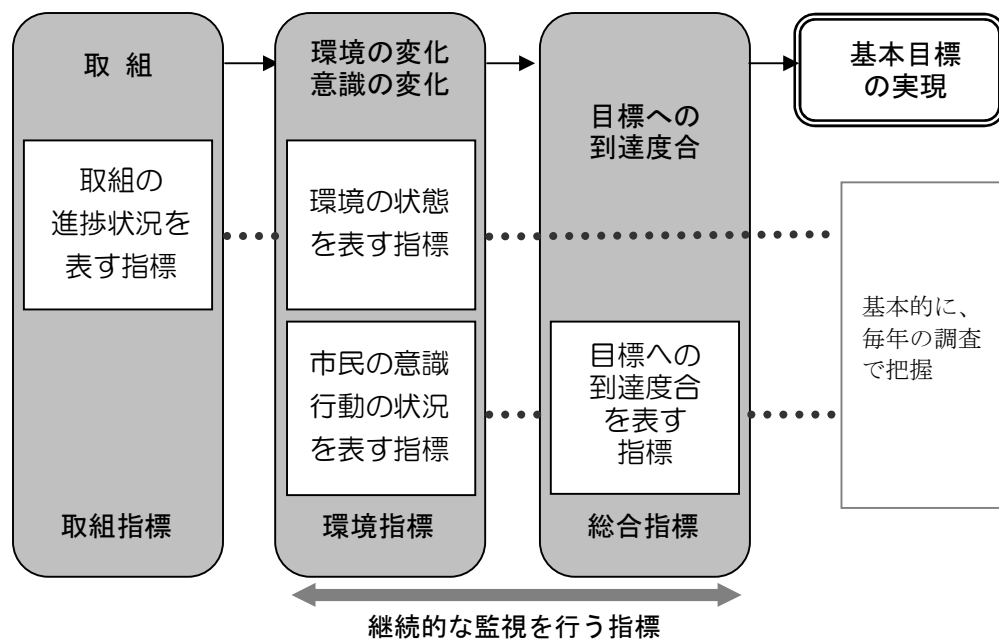 取 組
環境の変化
意識の変化
目標への
到達度合
基本目標
の実現
取組の
進捗状況を
表す指標
環境の状態
を表す指標
市民の意識
行動の状況
を表す指標
目標への
到達度合
を表す
指標
基本的に、
毎年の調査
で把握
取組指標
環境指標
総合指標
継続的な監視を行う指標